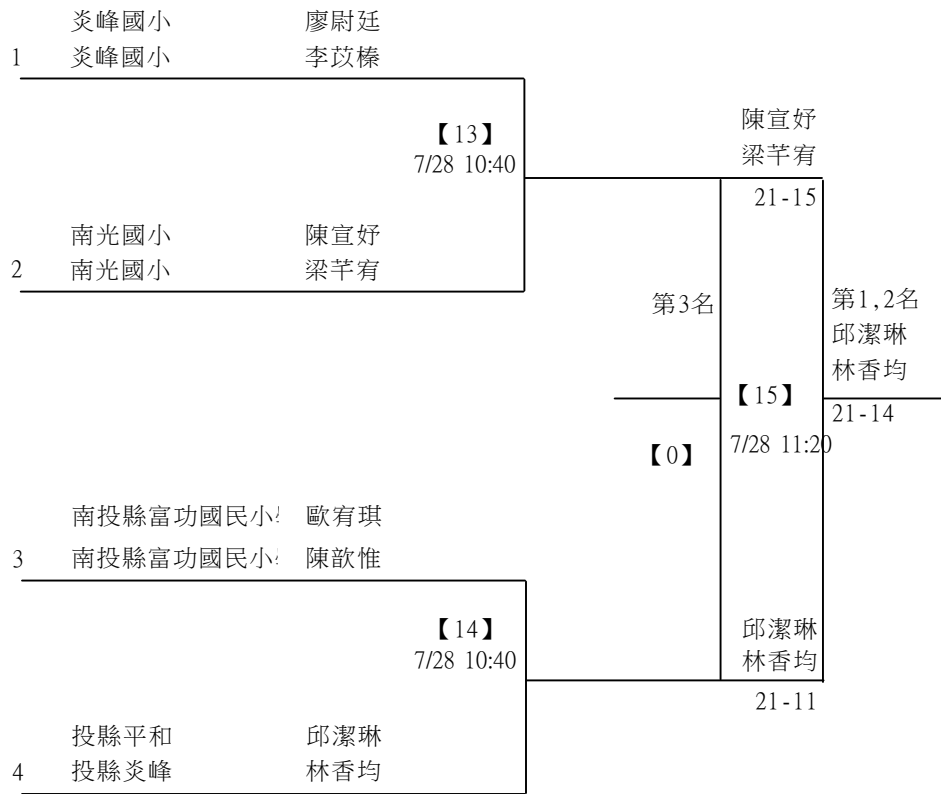 炎峰國小 廖尉廷
1 炎峰國小 李苡榛
【13】
7/28 10:40
陳宣妤
梁芊宥
21-15
南光國小 陳宣妤
2 南光國小 梁芊宥
第3名
第1,2名
邱潔琳
林香均
【15】
21-14
【0】
7/28 11:20
南投縣富功國民小 歐宥琪
3 南投縣富功國民小 陳歆惟
【14】
7/28 10:40
邱潔琳
林香均
21-11
投縣平和 邱潔琳
4 投縣炎峰 林香均